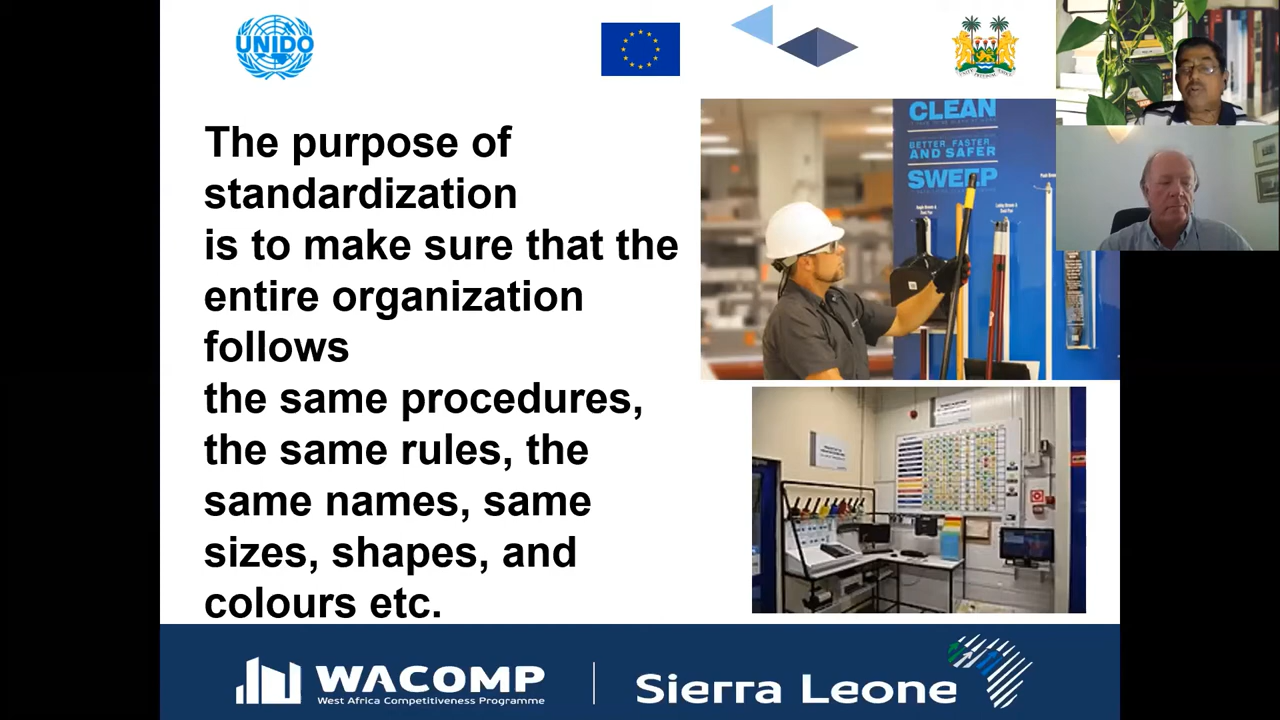 UNIDO
The purpose of
standardization
is to make sure that the
entire organization
follows
the same procedures,
the same rules, the
same names, same
sizes, shapes, and
colours etc.
CLEAN
BETTER FASTER
AND SAFER
SWEEP
WACOMP
West Africa Competitiveness Programme
Sierra Leone